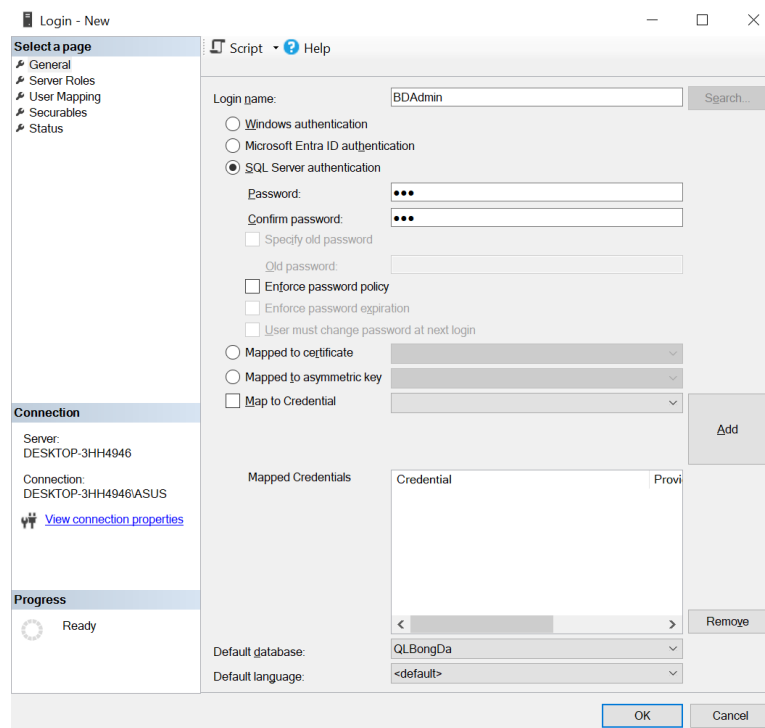 Login - New
Select a page
General
Server Roles
User Mapping
Securables
Status
Script
Help
Login name:
BDAdmin
Search...
Windows authentication
Microsoft Entra ID authentication
SQL Server authentication
Password:
●●●
Confirm password:
●●●
Specify old password
Old password:
Enforce password policy
Enforce password expiration
User must change password at next login
Mapped to certificate
Mapped to asymmetric key
Map to Credential
Add
Mapped Credentials
Credential
Provi
Remove
Default database:
QLBongDa
Default language:
<default>
Connection
Server:
DESKTOP-3HH4946
Connection:
DESKTOP-3HH4946\ASUS
View connection properties
Progress
Ready
OK
Cancel